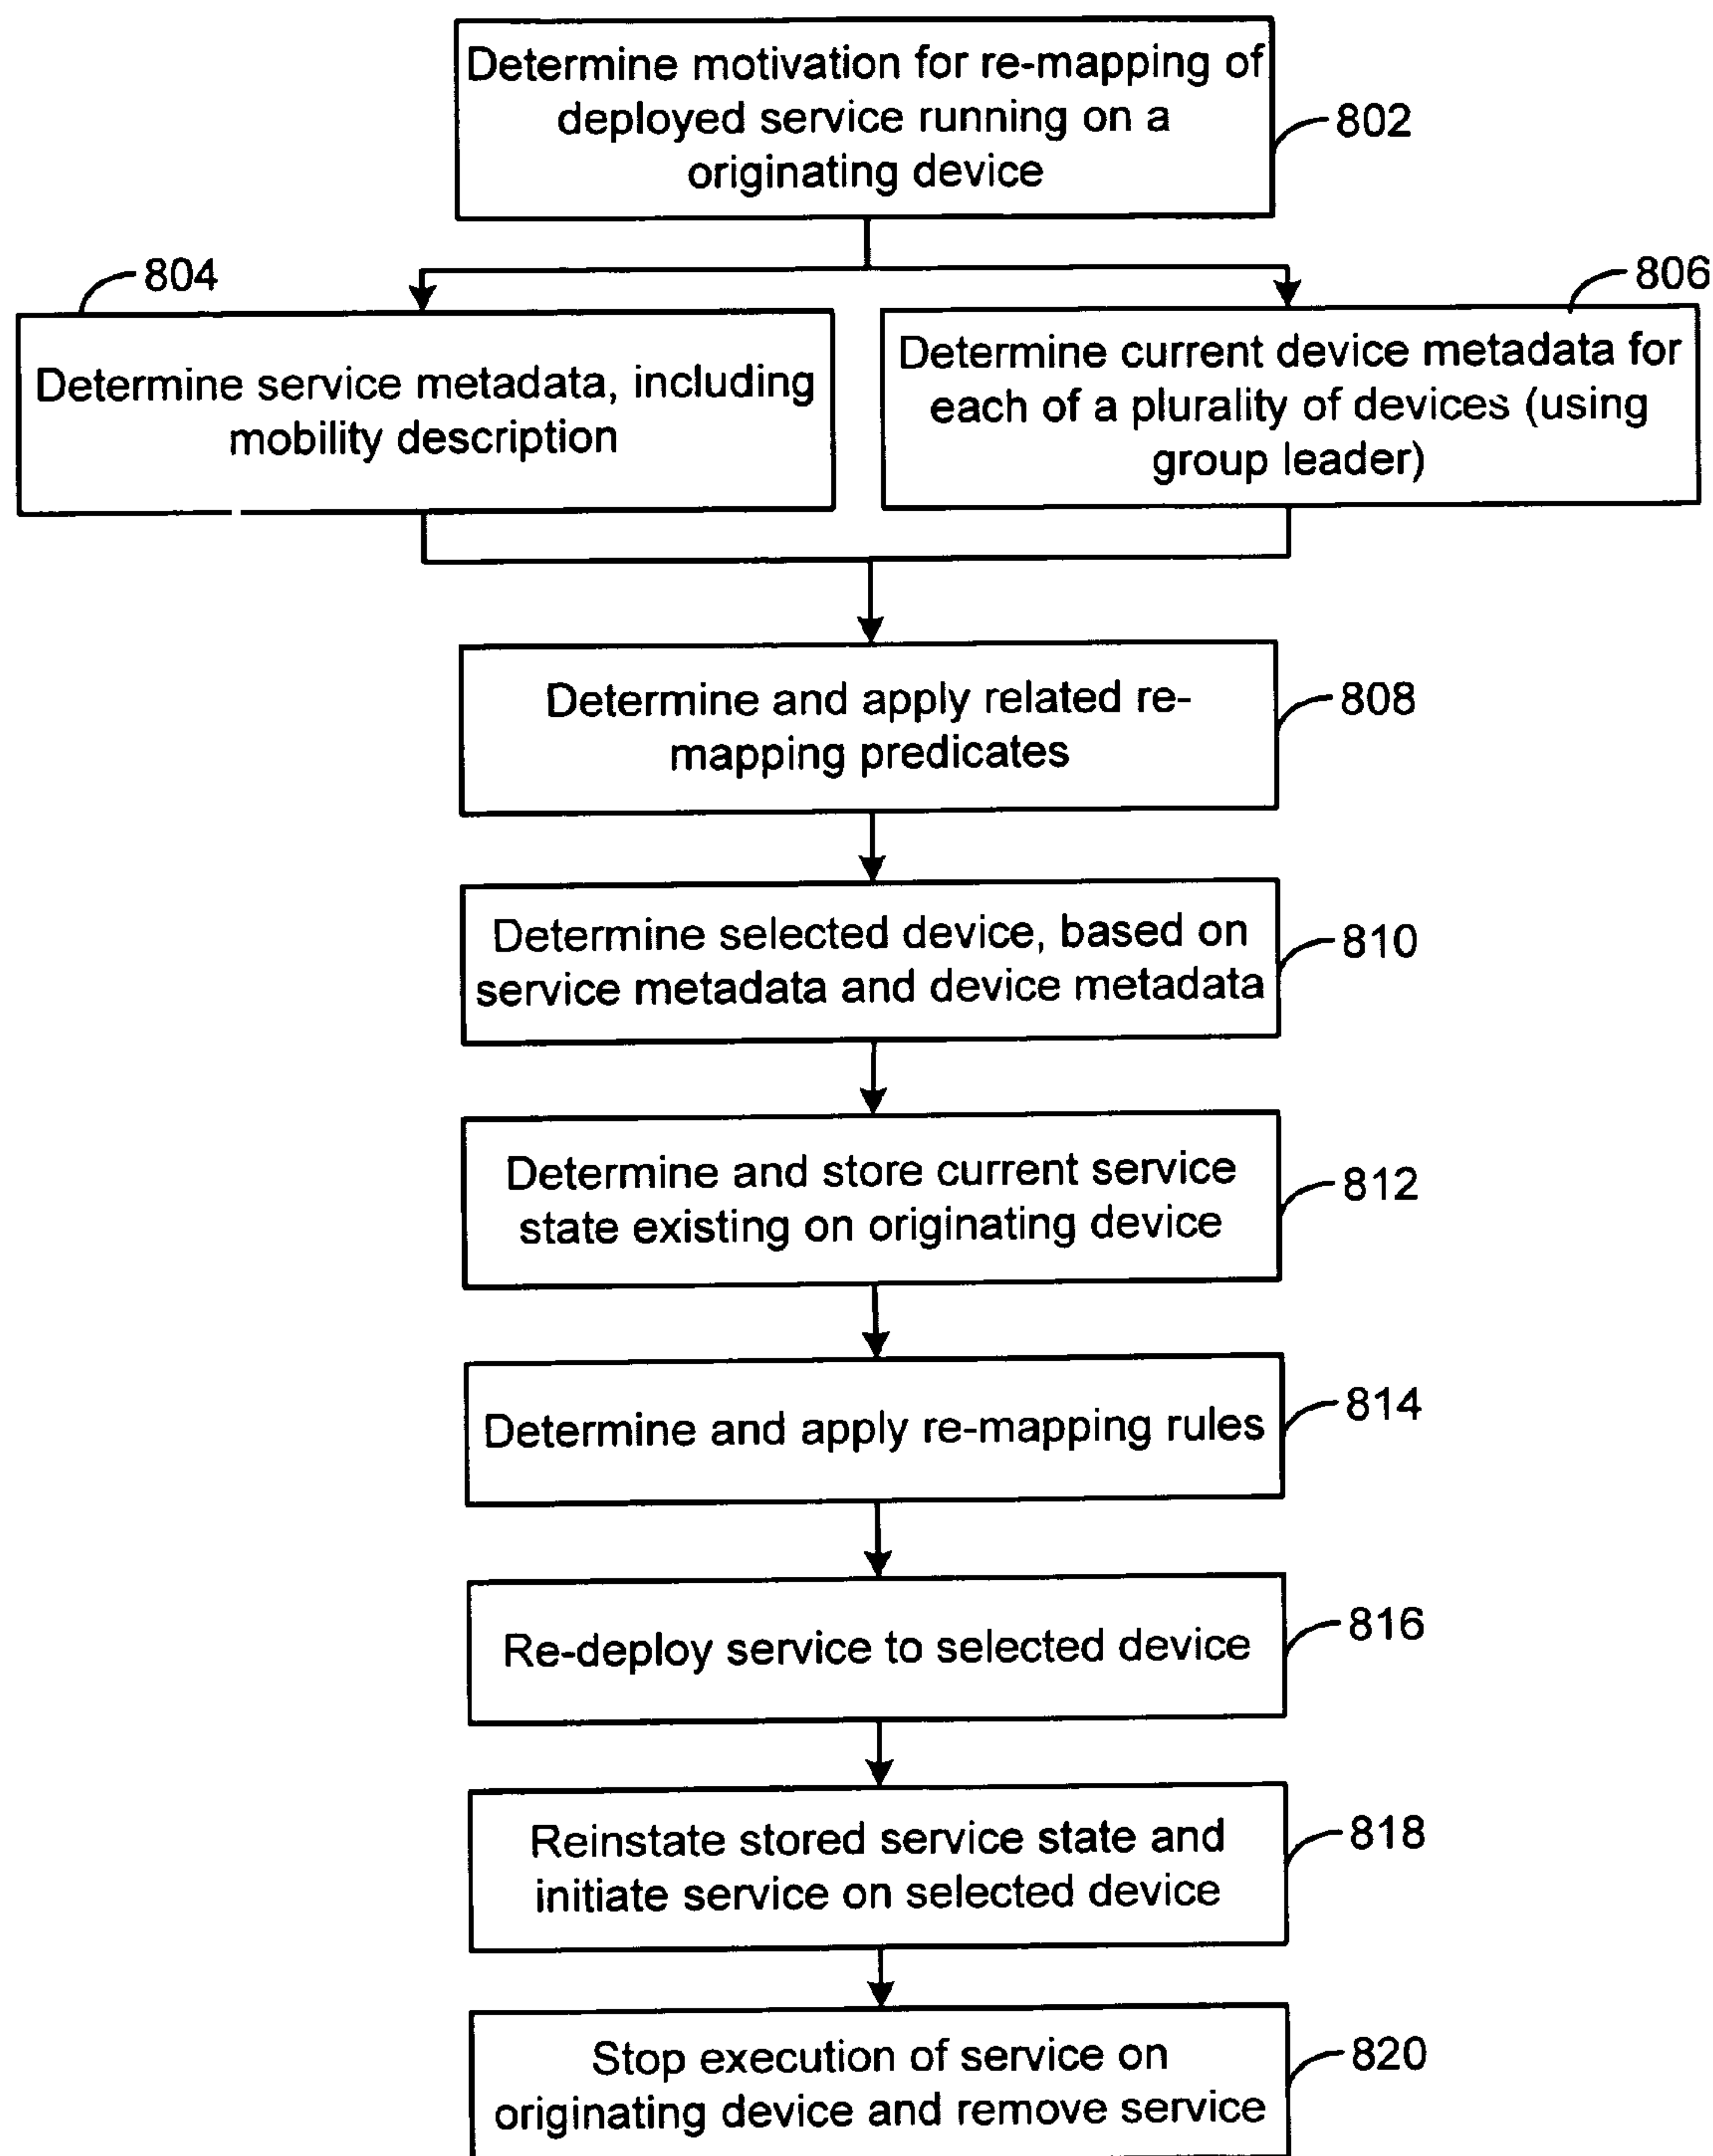 Determine motivation for re-mapping of
deployed service running on a
originating device
802
804
806
Determine service metadata, including
mobility description
Determine current device metadata for
each of a plurality of devices (using
group leader)
Determine and apply related re-
mapping predicates
808
Determine selected device, based on
service metadata and device metadata
810
Determine and store current service
state existing on originating device
812
Determine and apply re-mapping rules
814
Re-deploy service to selected device
816
Reinstate stored service state and
initiate service on selected device
818
Stop execution of service on
originating device and remove service
820